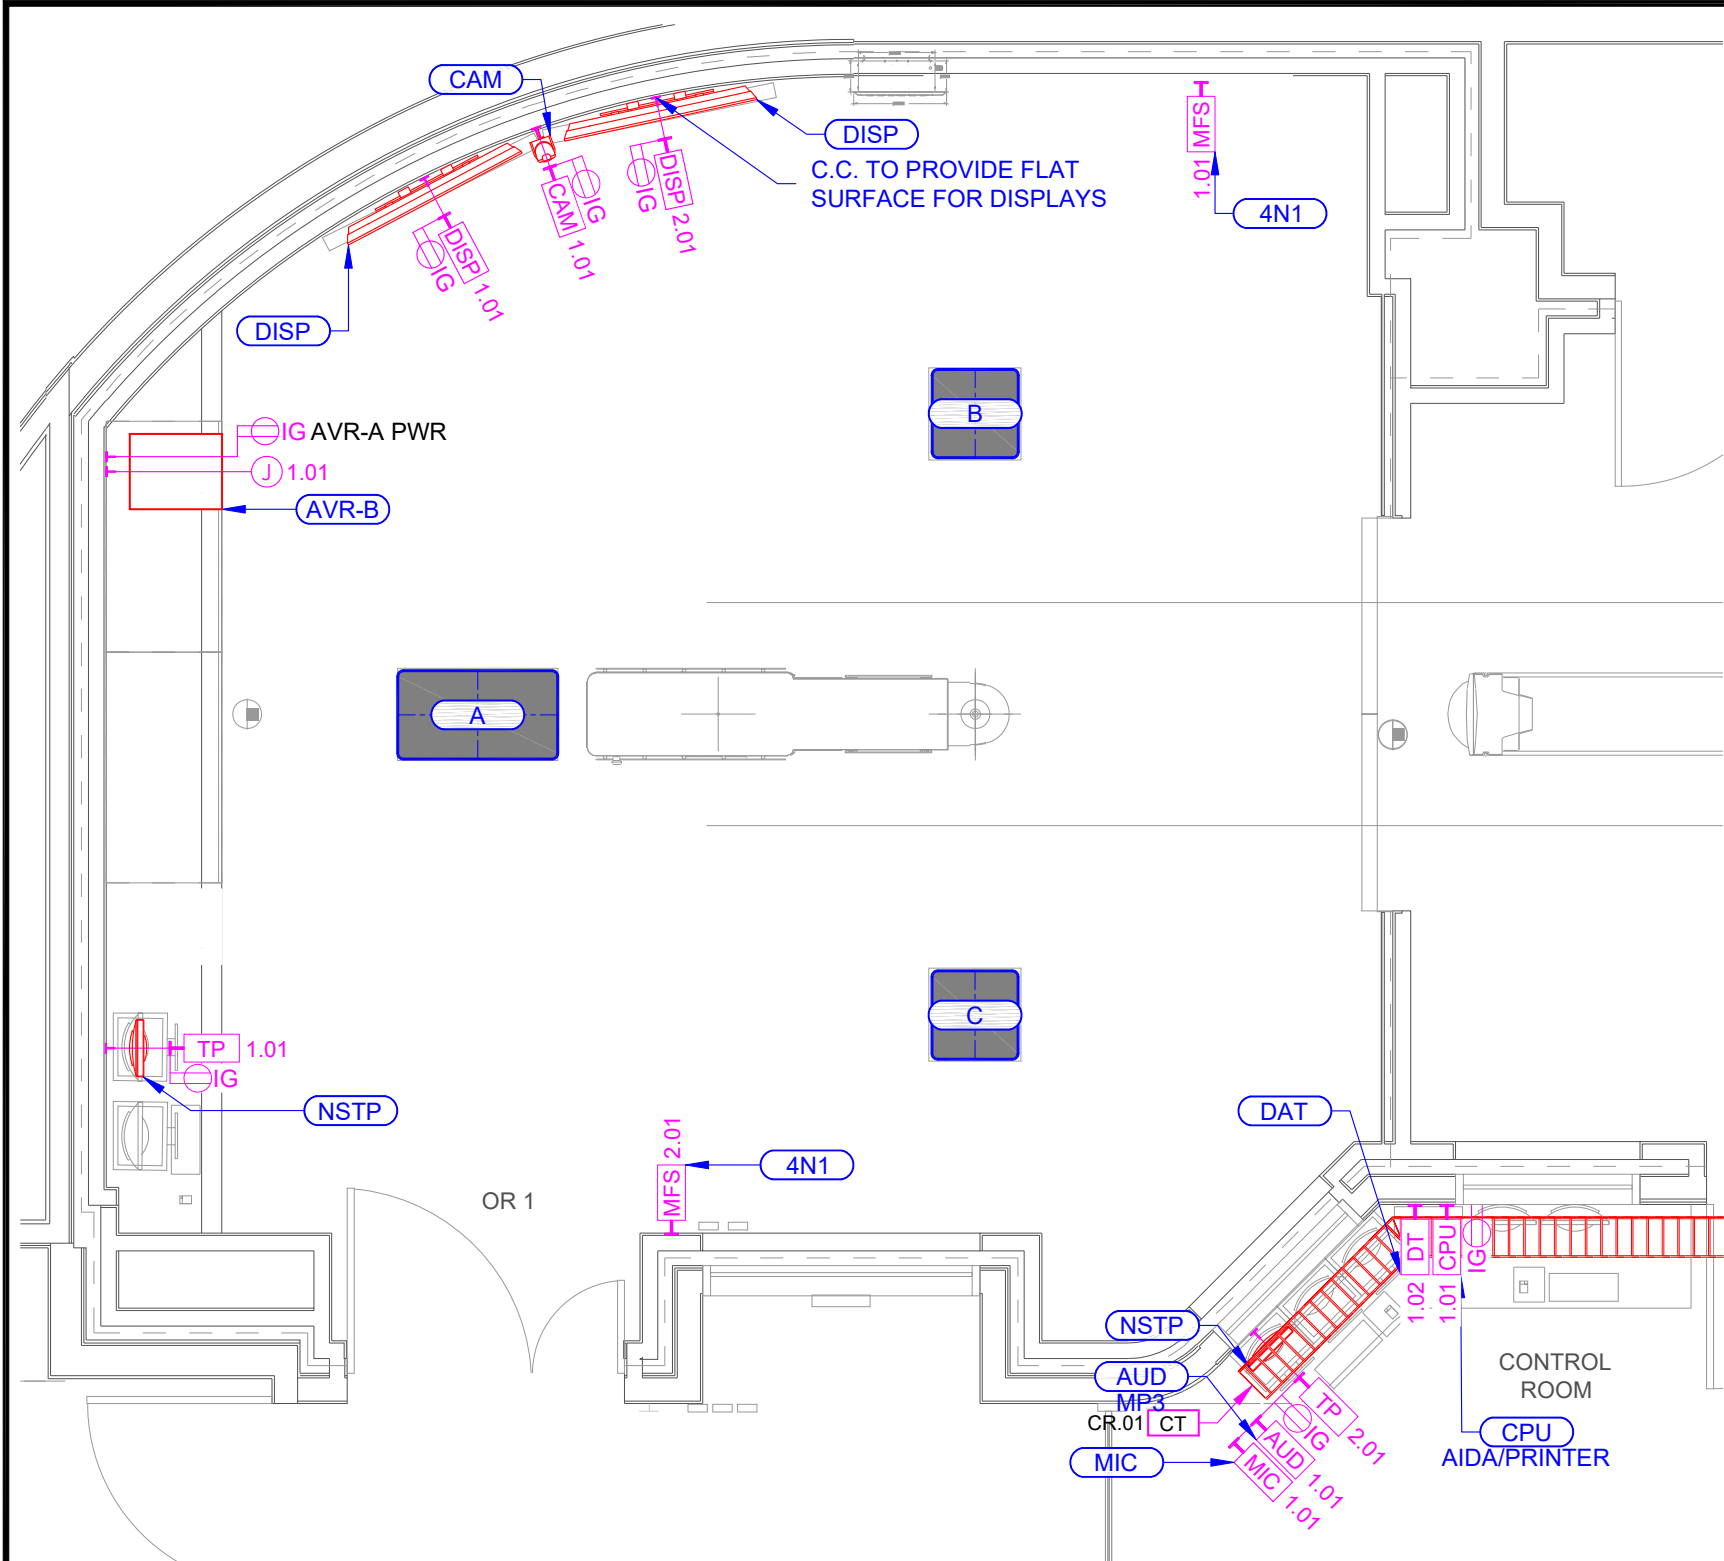 CAM
DISP
C.C. TO PROVIDE FLAT
SURFACE FOR DISPLAYS
MFS
1.01
4N1
IG
DISP
2.01
IG
CAM
1.01
IG
DISP
1.01
DISP
B
IG AVR-A PWR
J 1.01
AVR-B
A
C
TP 1.01
IG
NSTP
DAT
2.01
MFS
4N1
OR 1
DT
1.02
CPU
1.01
IG
NSTP
AUD
MP3
CR.01 CT
MIC
IG
TP
2.01
AUD
1.01
MIC
1.01
CONTROL
ROOM
CPU
AIDA/PRINTER